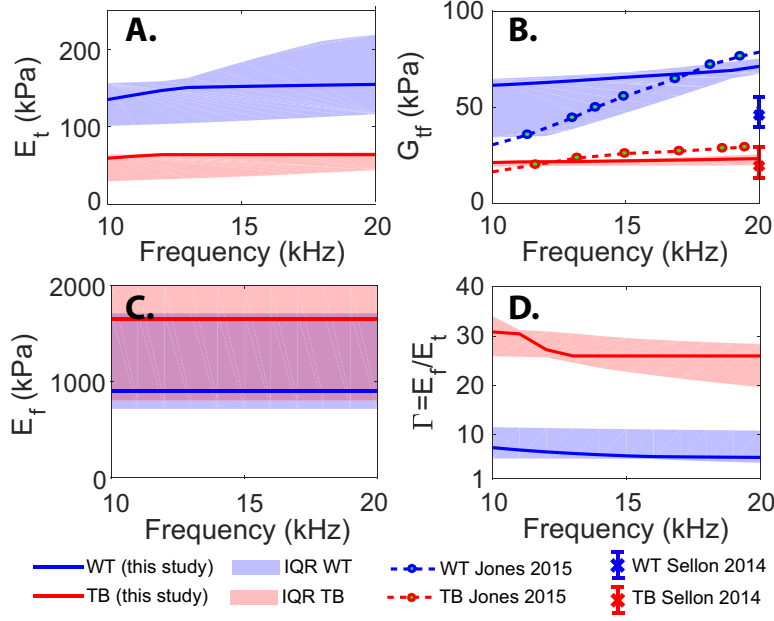 A.
E_t (kPa)
200
100
0
10
15
20
Frequency (kHz)
B.
G_tf (kPa)
100
50
0
10
15
20
Frequency (kHz)
C.
E_f (kPa)
2000
1000
0
10
15
20
Frequency (kHz)
D.
Γ=E_f/E_t
40
30
20
10
1
10
15
20
Frequency (kHz)
WT (this study)
IQR WT
WT Jones 2015
WT Sellon 2014
TB (this study)
IQR TB
TB Jones 2015
TB Sellon 2014